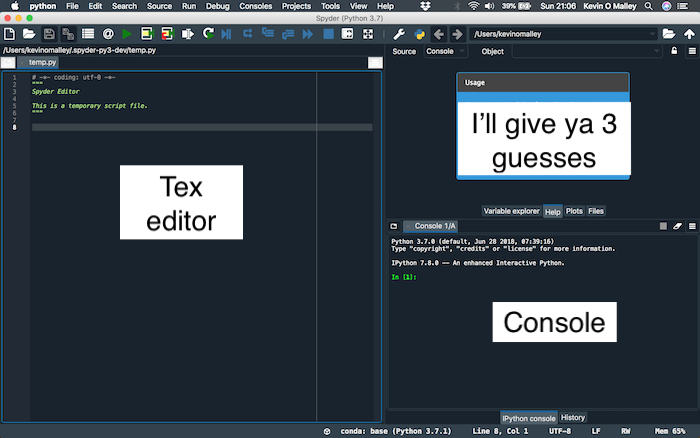 python File Edit Search Source Run Debug Consoles Projects Tools View Help 39% Sun 21:06 Kevin O Malley
Spyder (Python 3.7)
/Users/kevinomalley
/Users/kevinomalley/.spyder-py3-dev/temp.py
Source Console Object
temp.py
1 # -*- coding: utf-8 -*-
2 """
3 Spyder Editor
4
5 This is a temporary script file.
6 """
7
8
Usage
I'll give ya 3
guesses
Tex
editor
Variable explorer Help Plots Files
Console 1/A
Python 3.7.0 (default, Jun 28 2018, 07:39:16)
Type "copyright", "credits" or "license" for more information.
IPython 7.8.0 -- An enhanced Interactive Python.
In [1]:
Console
IPython console History
conda: base (Python 3.7.1) Line 8, Col 1 UTF-8 LF RW Mem 65%